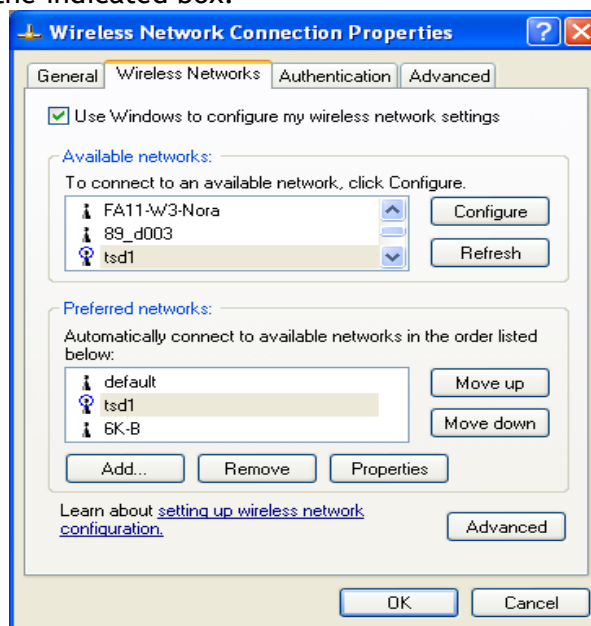 the indicated box.
Wireless Network Connection Properties
General Wireless Networks Authentication Advanced
Use Windows to configure my wireless network settings
Available networks:
To connect to an available network, click Configure.
FA11-W3-Nora
Configure
89_d003
tsd1
Refresh
Preferred networks:
Automatically connect to available networks in the order listed
below:
default
Move up
tsd1
6K-B
Move down
Add... Remove Properties
Learn about setting up wireless network
configuration.
Advanced
OK Cancel